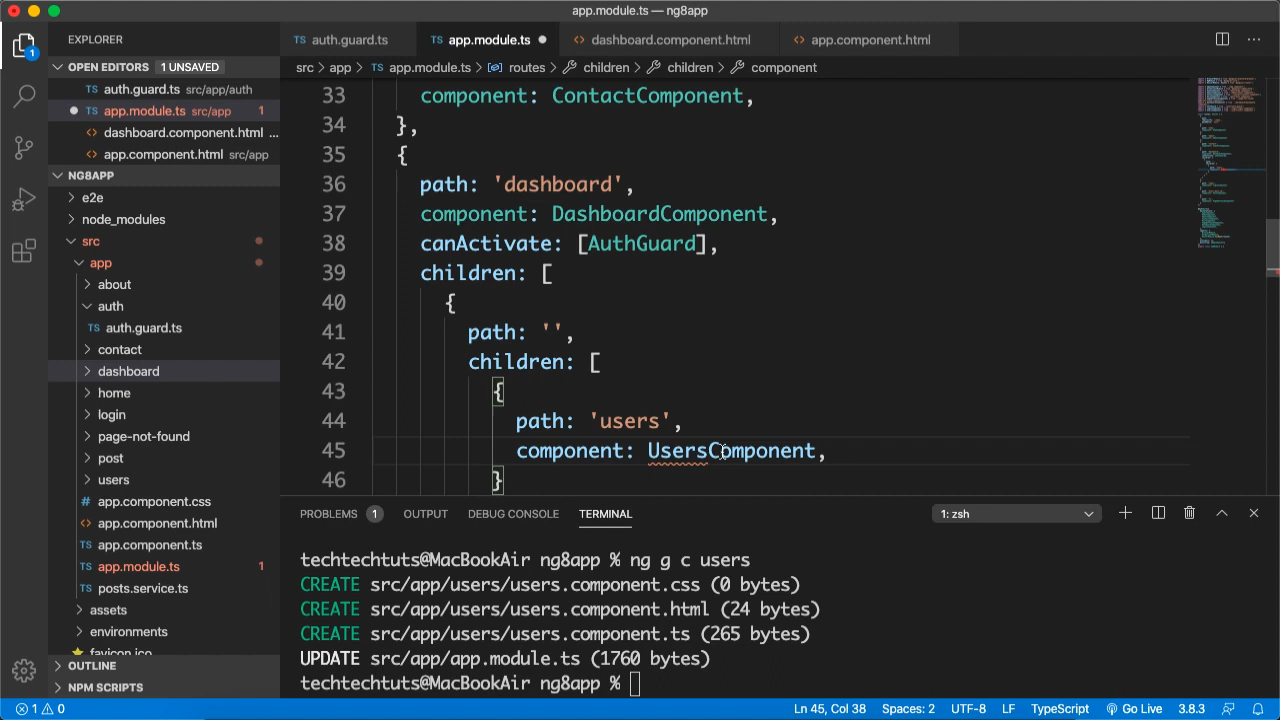 app.module.ts — ng8app
EXPLORER
auth.guard.ts
app.module.ts
dashboard.component.html
app.component.html
OPEN EDITORS 1 UNSAVED
src app TS app.module.ts routes children children component
auth.guard.ts src/app/auth
app.module.ts src/app 1
dashboard.component.html ...
app.component.html src/app
NG8APP
e2e
node_modules
src
app
about
auth
TS auth.guard.ts
contact
dashboard
home
login
page-not-found
post
users
# app.component.css
<> app.component.html
TS app.component.ts
TS app.module.ts 1
TS posts.service.ts
assets
environments
favicon.ico
OUTLINE
NPM SCRIPTS
33 component: ContactComponent,
34 },
35 {
36 path: 'dashboard',
37 component: DashboardComponent,
38 canActivate: [AuthGuard],
39 children: [
40 {
41 path: '',
42 children: [
43 {
44 path: 'users',
45 component: UsersComponent,
46 }
PROBLEMS 1 OUTPUT DEBUG CONSOLE TERMINAL 1: zsh
techtechtuts@MacBookAir ng8app % ng g c users
CREATE src/app/users/users.component.css (0 bytes)
CREATE src/app/users/users.component.html (24 bytes)
CREATE src/app/users/users.component.ts (265 bytes)
UPDATE src/app/app.module.ts (1760 bytes)
techtechtuts@MacBookAir ng8app %
1 0 Ln 45, Col 38 Spaces: 2 UTF-8 LF TypeScript Go Live 3.8.3